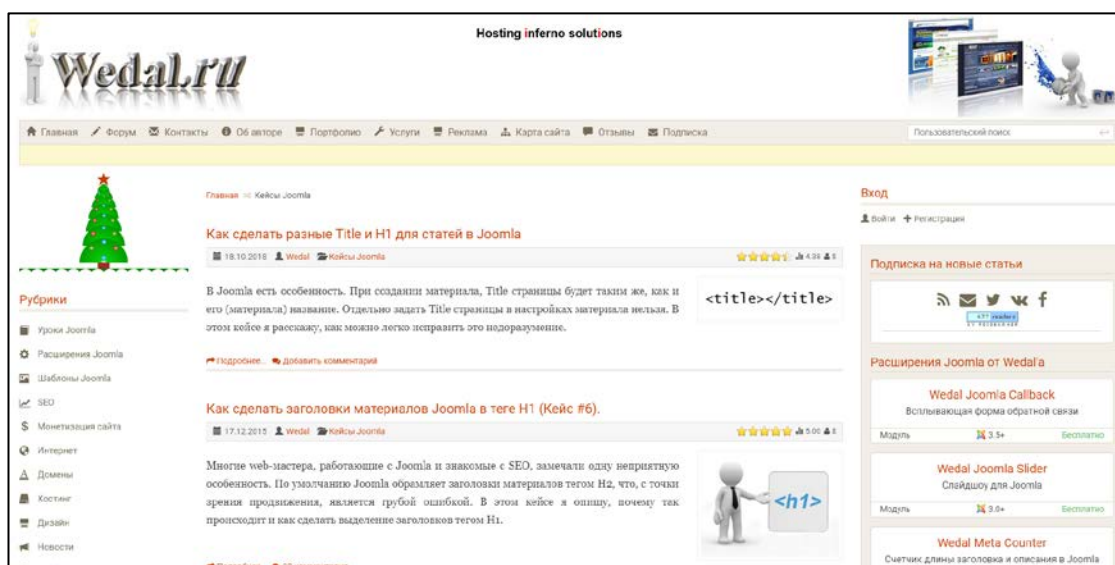 Hosting inferno solutions
Wedal.ru
Главная Форум Контакты Об авторе Портфолио Услуги Реклама Карта сайта Отзывы Подписка
Пользовательский поиск
Главная Кейсы Joomla
Как сделать разные Title и H1 для статей в Joomla
18.10.2018 Wedal Кейсы Joomla
В Joomla есть особенность. При создании материала, Title страницы будет таким же, как и
его (материала) название. Отдельно задать Title страницы в настройках материала нельзя. В
этом кейсе я расскажу, как можно легко исправить это недоразумение.
<title></title>
Подробнее... Добавить комментарий
Как сделать заголовки материалов Joomla в теге H1 (Кейс #6).
17.12.2015 Wedal Кейсы Joomla
5.00
Многие web-мастера, работающие с Joomla и знакомые с SEO, замечали одну неприятную
особенность. По умолчанию Joomla обрамляет заголовки материалов тегом H2, что, с точки
зрения продвижения, является грубой ошибкой. В этом кейсе я опишу, почему так
происходит и как сделать выделение заголовков тегом H1.
<h1>
Рубрики
Уроки Joomla
Расширения Joomla
Шаблоны Joomla
SEO
Монетизация сайта
Интернет
Домены
Хостинг
Дизайн
Новости
Вход
Войти Регистрация
Подписка на новые статьи
Расширения Joomla от Wedal'a
Wedal Joomla Callback
Всплывающая форма обратной связи
Модуль 3.5+ Бесплатно
Wedal Joomla Slider
Слайдшоу для Joomla
Модуль 3.0+ Бесплатно
Wedal Meta Counter
Счетчик длины заголовка и описания в Joomla